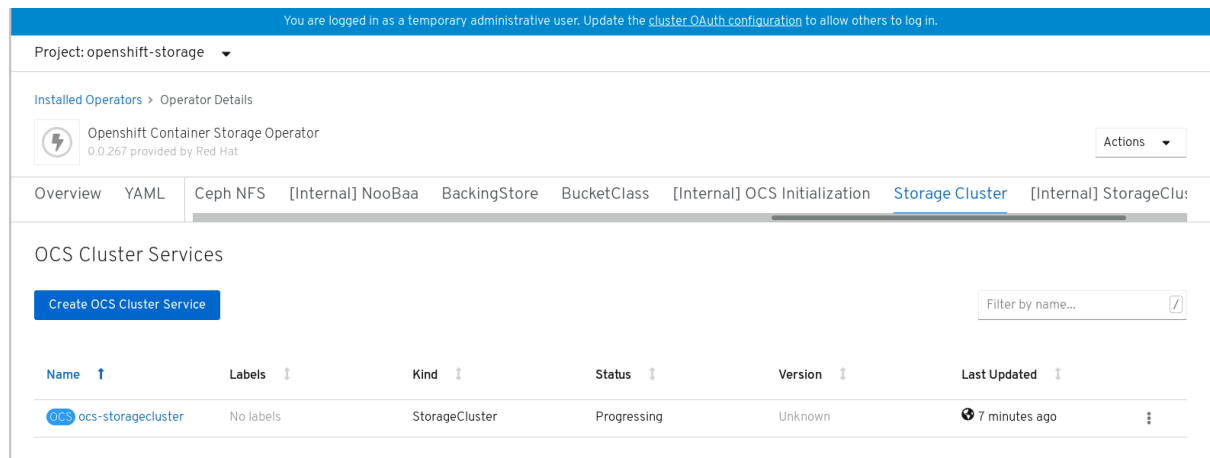 You are logged in as a temporary administrative user. Update the cluster OAuth configuration to allow others to log in.
Project: openshift-storage
Installed Operators > Operator Details
Openshift Container Storage Operator
0.0.267 provided by Red Hat
Actions
Overview YAML Ceph NFS [Internal] NooBaa BackingStore BucketClass [Internal] OCS Initialization Storage Cluster [Internal] StorageClus
OCS Cluster Services
Create OCS Cluster Service
Filter by name... /
Name Labels Kind Status Version Last Updated
OCS ocs-storagecluster No labels StorageCluster Progressing Unknown 7 minutes ago